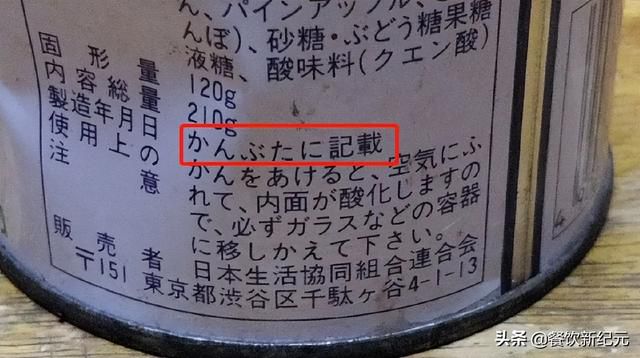 ん、パインアップル、
んぼ)、砂糖・ぶどう糖果糖
液糖、酸味料(クエン酸)
固形量 120g
内容総量 210g
製造年月日 かんぶたに記載
使用上の かんをあけると、空気にふ
注意 れて、内面が酸化しますの
で、必ずガラスなどの容器
に移しかえて下さい。
販売者 日本生活協同組合連合会
〒151 東京都渋谷区千駄ヶ谷4-1-13
头条 @餐饮新纪元